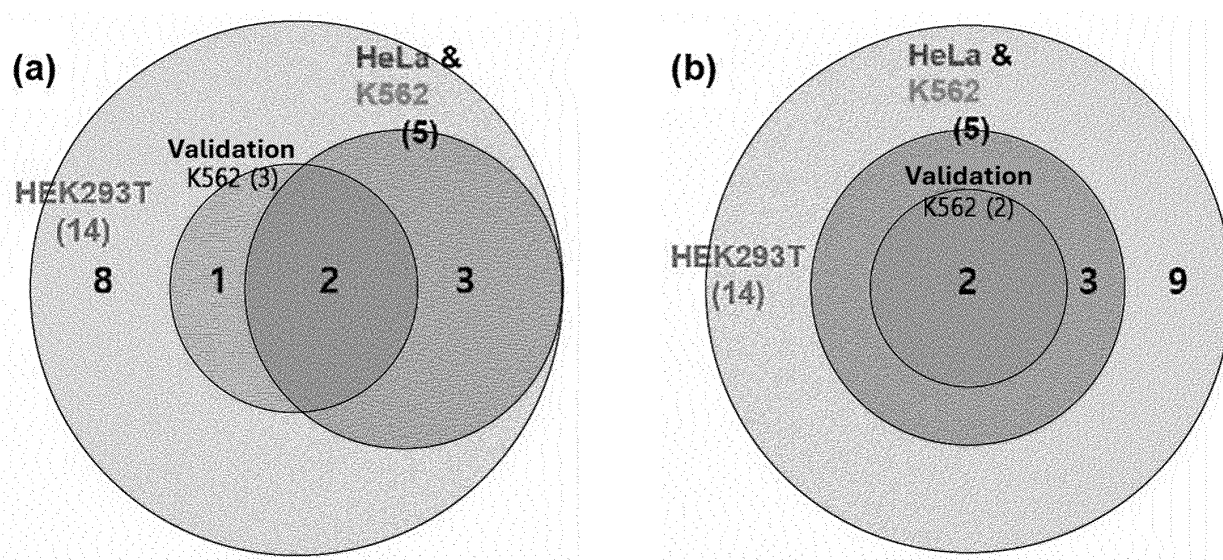 (a)
HeLa &
K562
(5)
Validation
K562 (3)
HEK293T
(14)
8
1
2
3
(b)
HeLa &
K562
(5)
Validation
K562 (2)
HEK293T
(14)
2
3
9